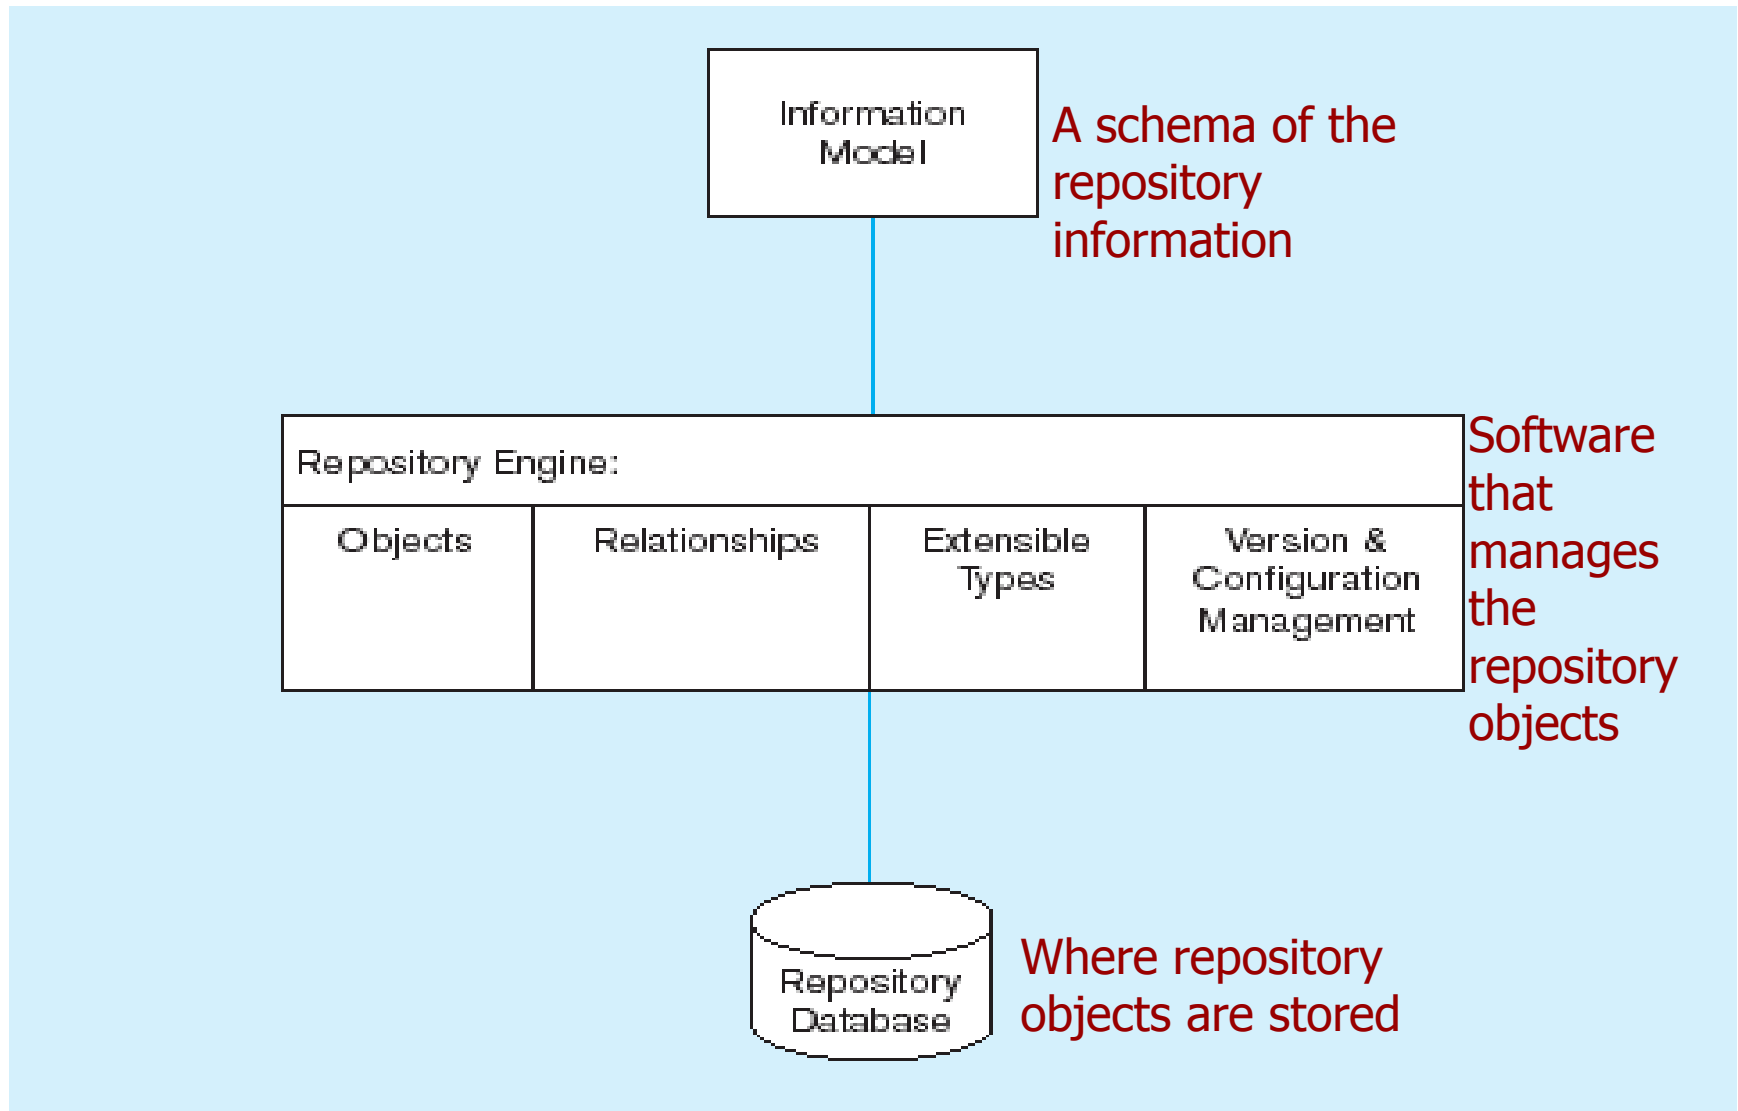 Information
Model
A schema of the
repository
information
Repository Engine:
Objects
Relationships
Extensible
Types
Version &
Configuration
Management
Software
that
manages
the
repository
objects
Repository
Database
Where repository
objects are stored